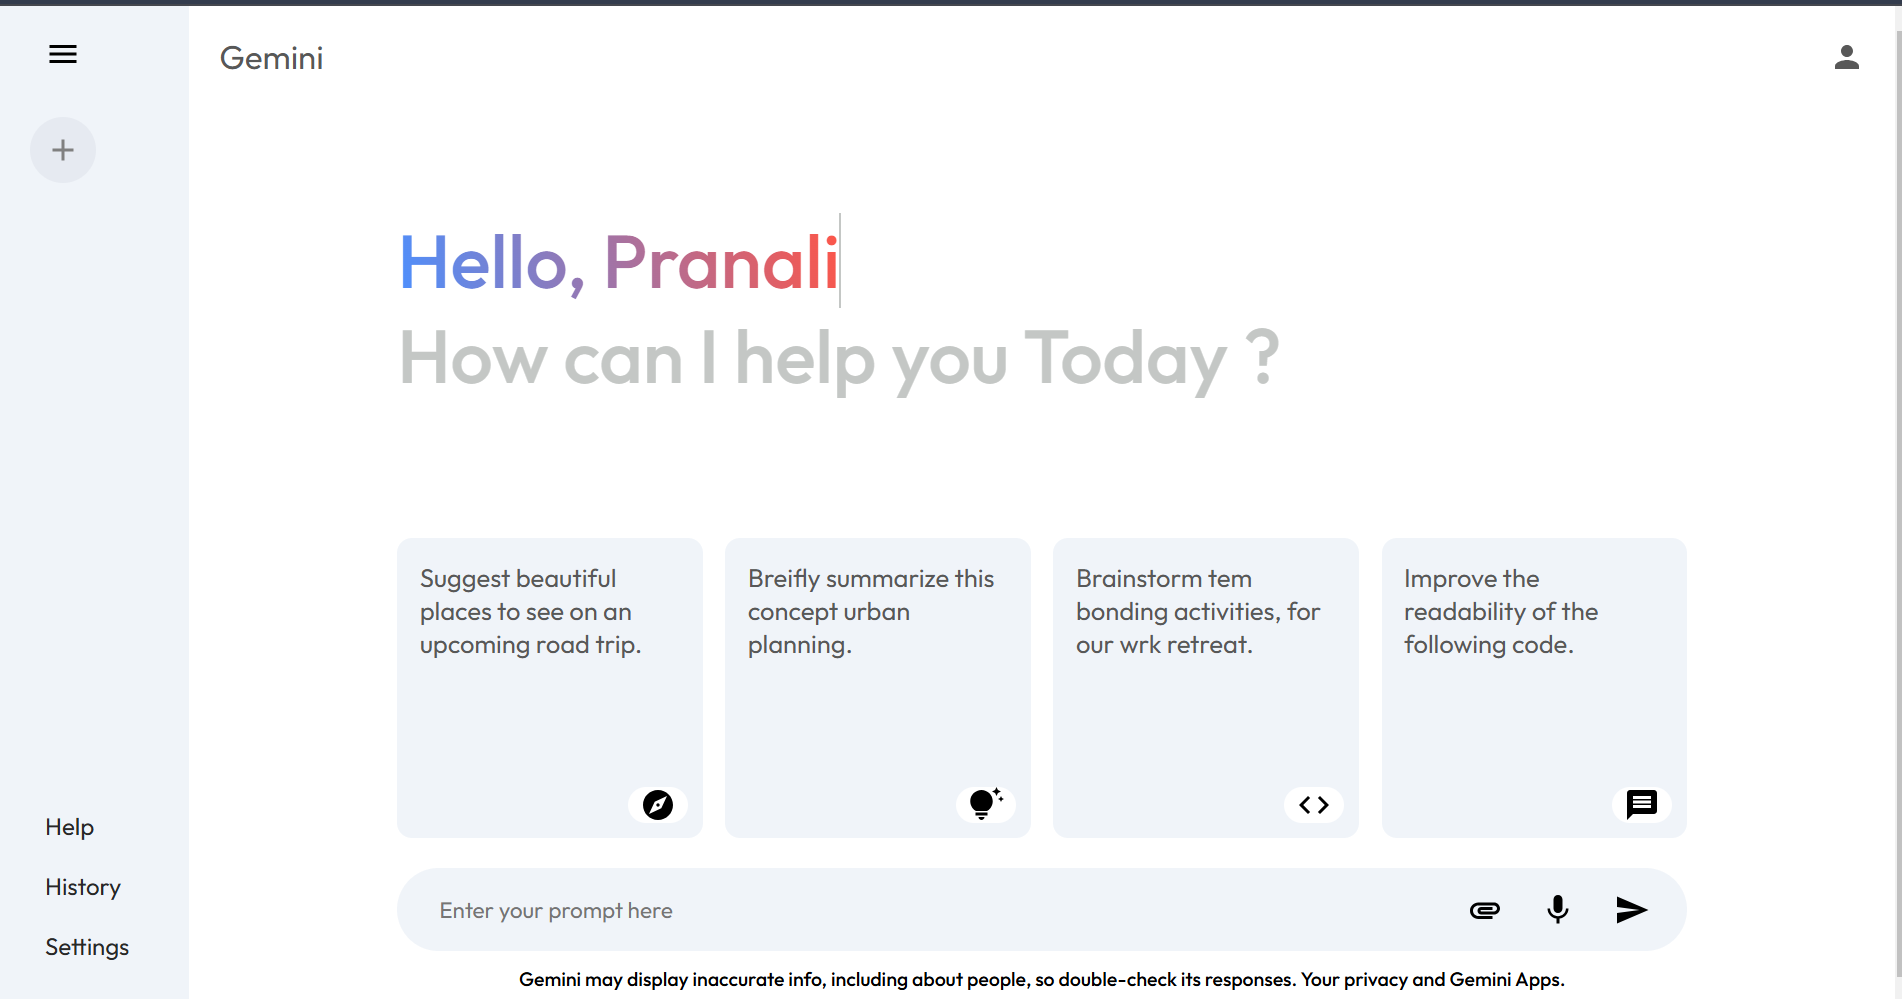 Gemini
Hello, Pranali
How can I help you Today ?
Suggest beautiful
places to see on an
upcoming road trip.
Breifly summarize this
concept urban
planning.
Brainstorm tem
bonding activities, for
our wrk retreat.
Improve the
readability of the
following code.
Help
History
Settings
Enter your prompt here
Gemini may display inaccurate info, including about people, so double-check its responses. Your privacy and Gemini Apps.